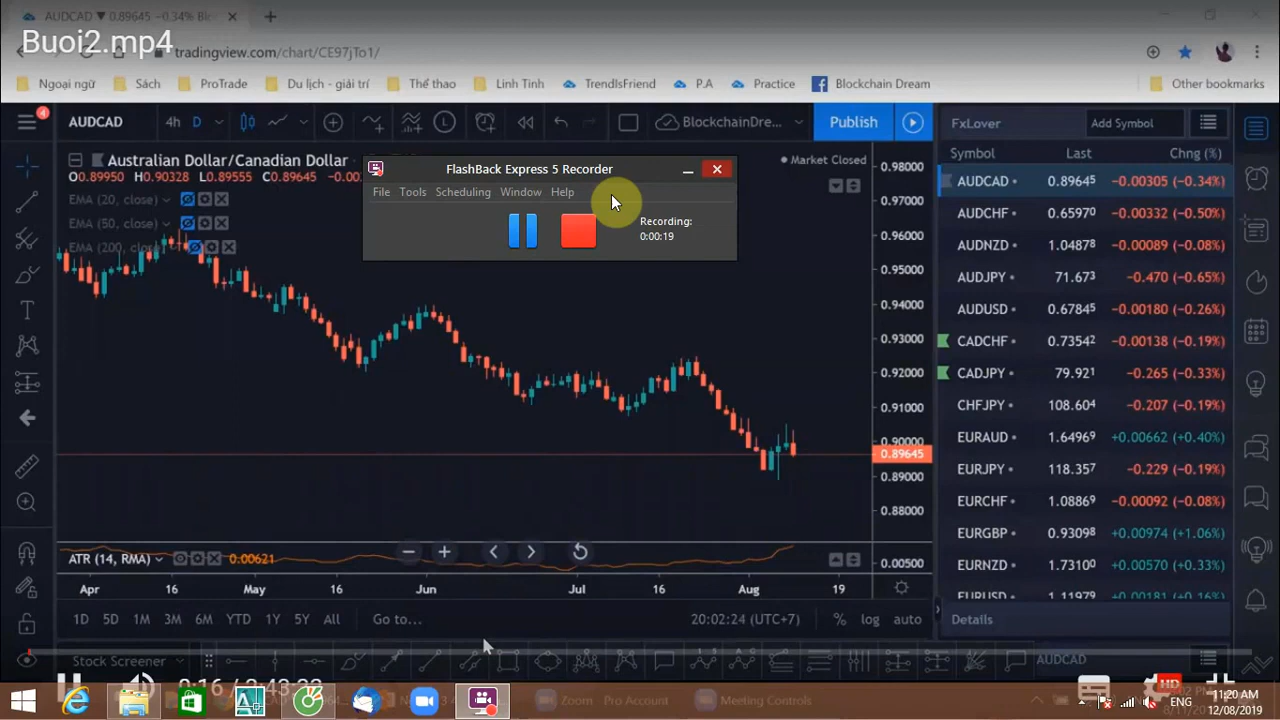 AUDCAD ▼ 0.89645 −0.34%
Buoi2.mp4
tradingview.com/chart/CE97jTo1/
Ngoại ngữ Sách ProTrade Du lịch - giải trí Thể thao Linh Tinh TrendIsFriend P.A Practice Blockchain Dream Other bookmarks
4
AUDCAD 4h D BlockchainDre... Publish
FxLover Add Symbol
Symbol Last Chng (%)
Australian Dollar/Canadian Dollar
Market Closed
O0.89950 H0.90328 L0.89555 C0.89645
EMA (20, close)
EMA (50, close)
EMA (200, close)
FlashBack Express 5 Recorder
File Tools Scheduling Window Help
Recording:
0:00:19
0.98000
0.97000
0.96000
0.95000
0.94000
0.93000
0.92000
0.91000
0.90000
0.89645
0.89000
0.88000
0.00500
AUDCAD 0.89645 −0.00305 (−0.34%)
AUDCHF 0.65970 −0.00332 (−0.50%)
AUDNZD 1.04878 −0.00089 (−0.08%)
AUDJPY 71.673 −0.470 (−0.65%)
AUDUSD 0.67845 −0.00180 (−0.26%)
CADCHF 0.73542 −0.00138 (−0.19%)
CADJPY 79.921 −0.265 (−0.33%)
CHFJPY 108.604 −0.207 (−0.19%)
EURAUD 1.64969 +0.00662 (+0.40%)
EURJPY 118.357 −0.229 (−0.19%)
EURCHF 1.08869 −0.00092 (−0.08%)
EURGBP 0.93098 +0.00974 (+1.06%)
EURNZD 1.73100 +0.00570 (+0.33%)
EURUSD 1.11979 +0.00181 (+0.16%)
ATR (14, RMA) 0.00621
Apr 16 May 16 Jun Jul 16 Aug 19
1D 5D 1M 3M 6M YTD 1Y 5Y All Go to... 20:02:24 (UTC+7) % log auto
Details
Stock Screener
AUDCAD
Zoom Pro Account Meeting Controls
HD
ENG
11:20 AM
12/08/2019